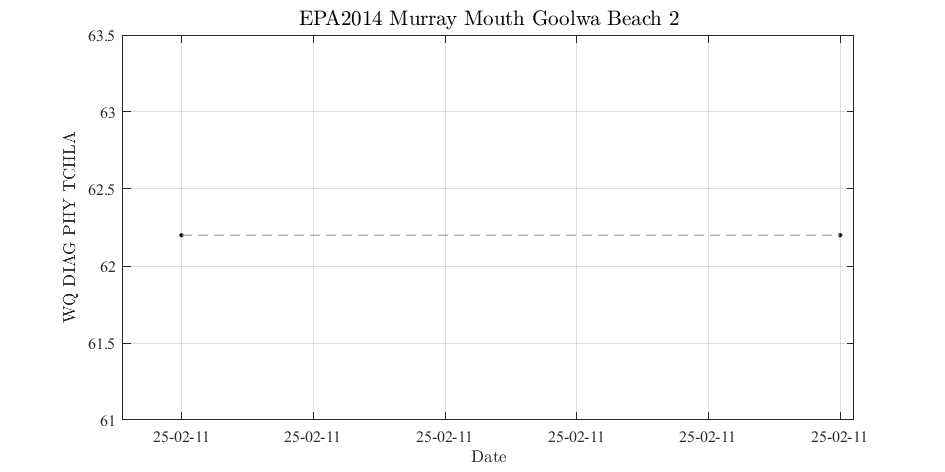 EPA2014 Murray Mouth Goolwa Beach 2
63.5
63
62.5
62
61.5
61
WQ DIAG PHY TCHLA
25-02-11 25-02-11 25-02-11 25-02-11 25-02-11 25-02-11
Date